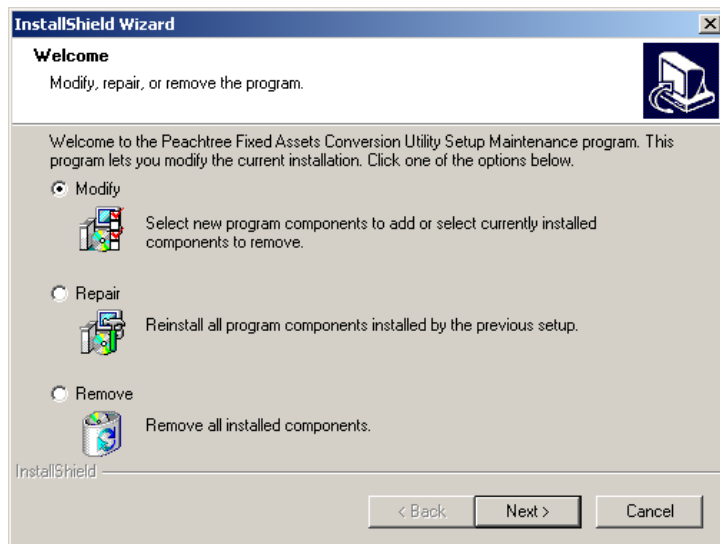 InstallShield Wizard
Welcome
Modify, repair, or remove the program.
Welcome to the Peachtree Fixed Assets Conversion Utility Setup Maintenance program. This
program lets you modify the current installation. Click one of the options below.
Modify
Select new program components to add or select currently installed
components to remove.
Repair
Reinstall all program components installed by the previous setup.
Remove
Remove all installed components.
InstallShield
< Back Next > Cancel